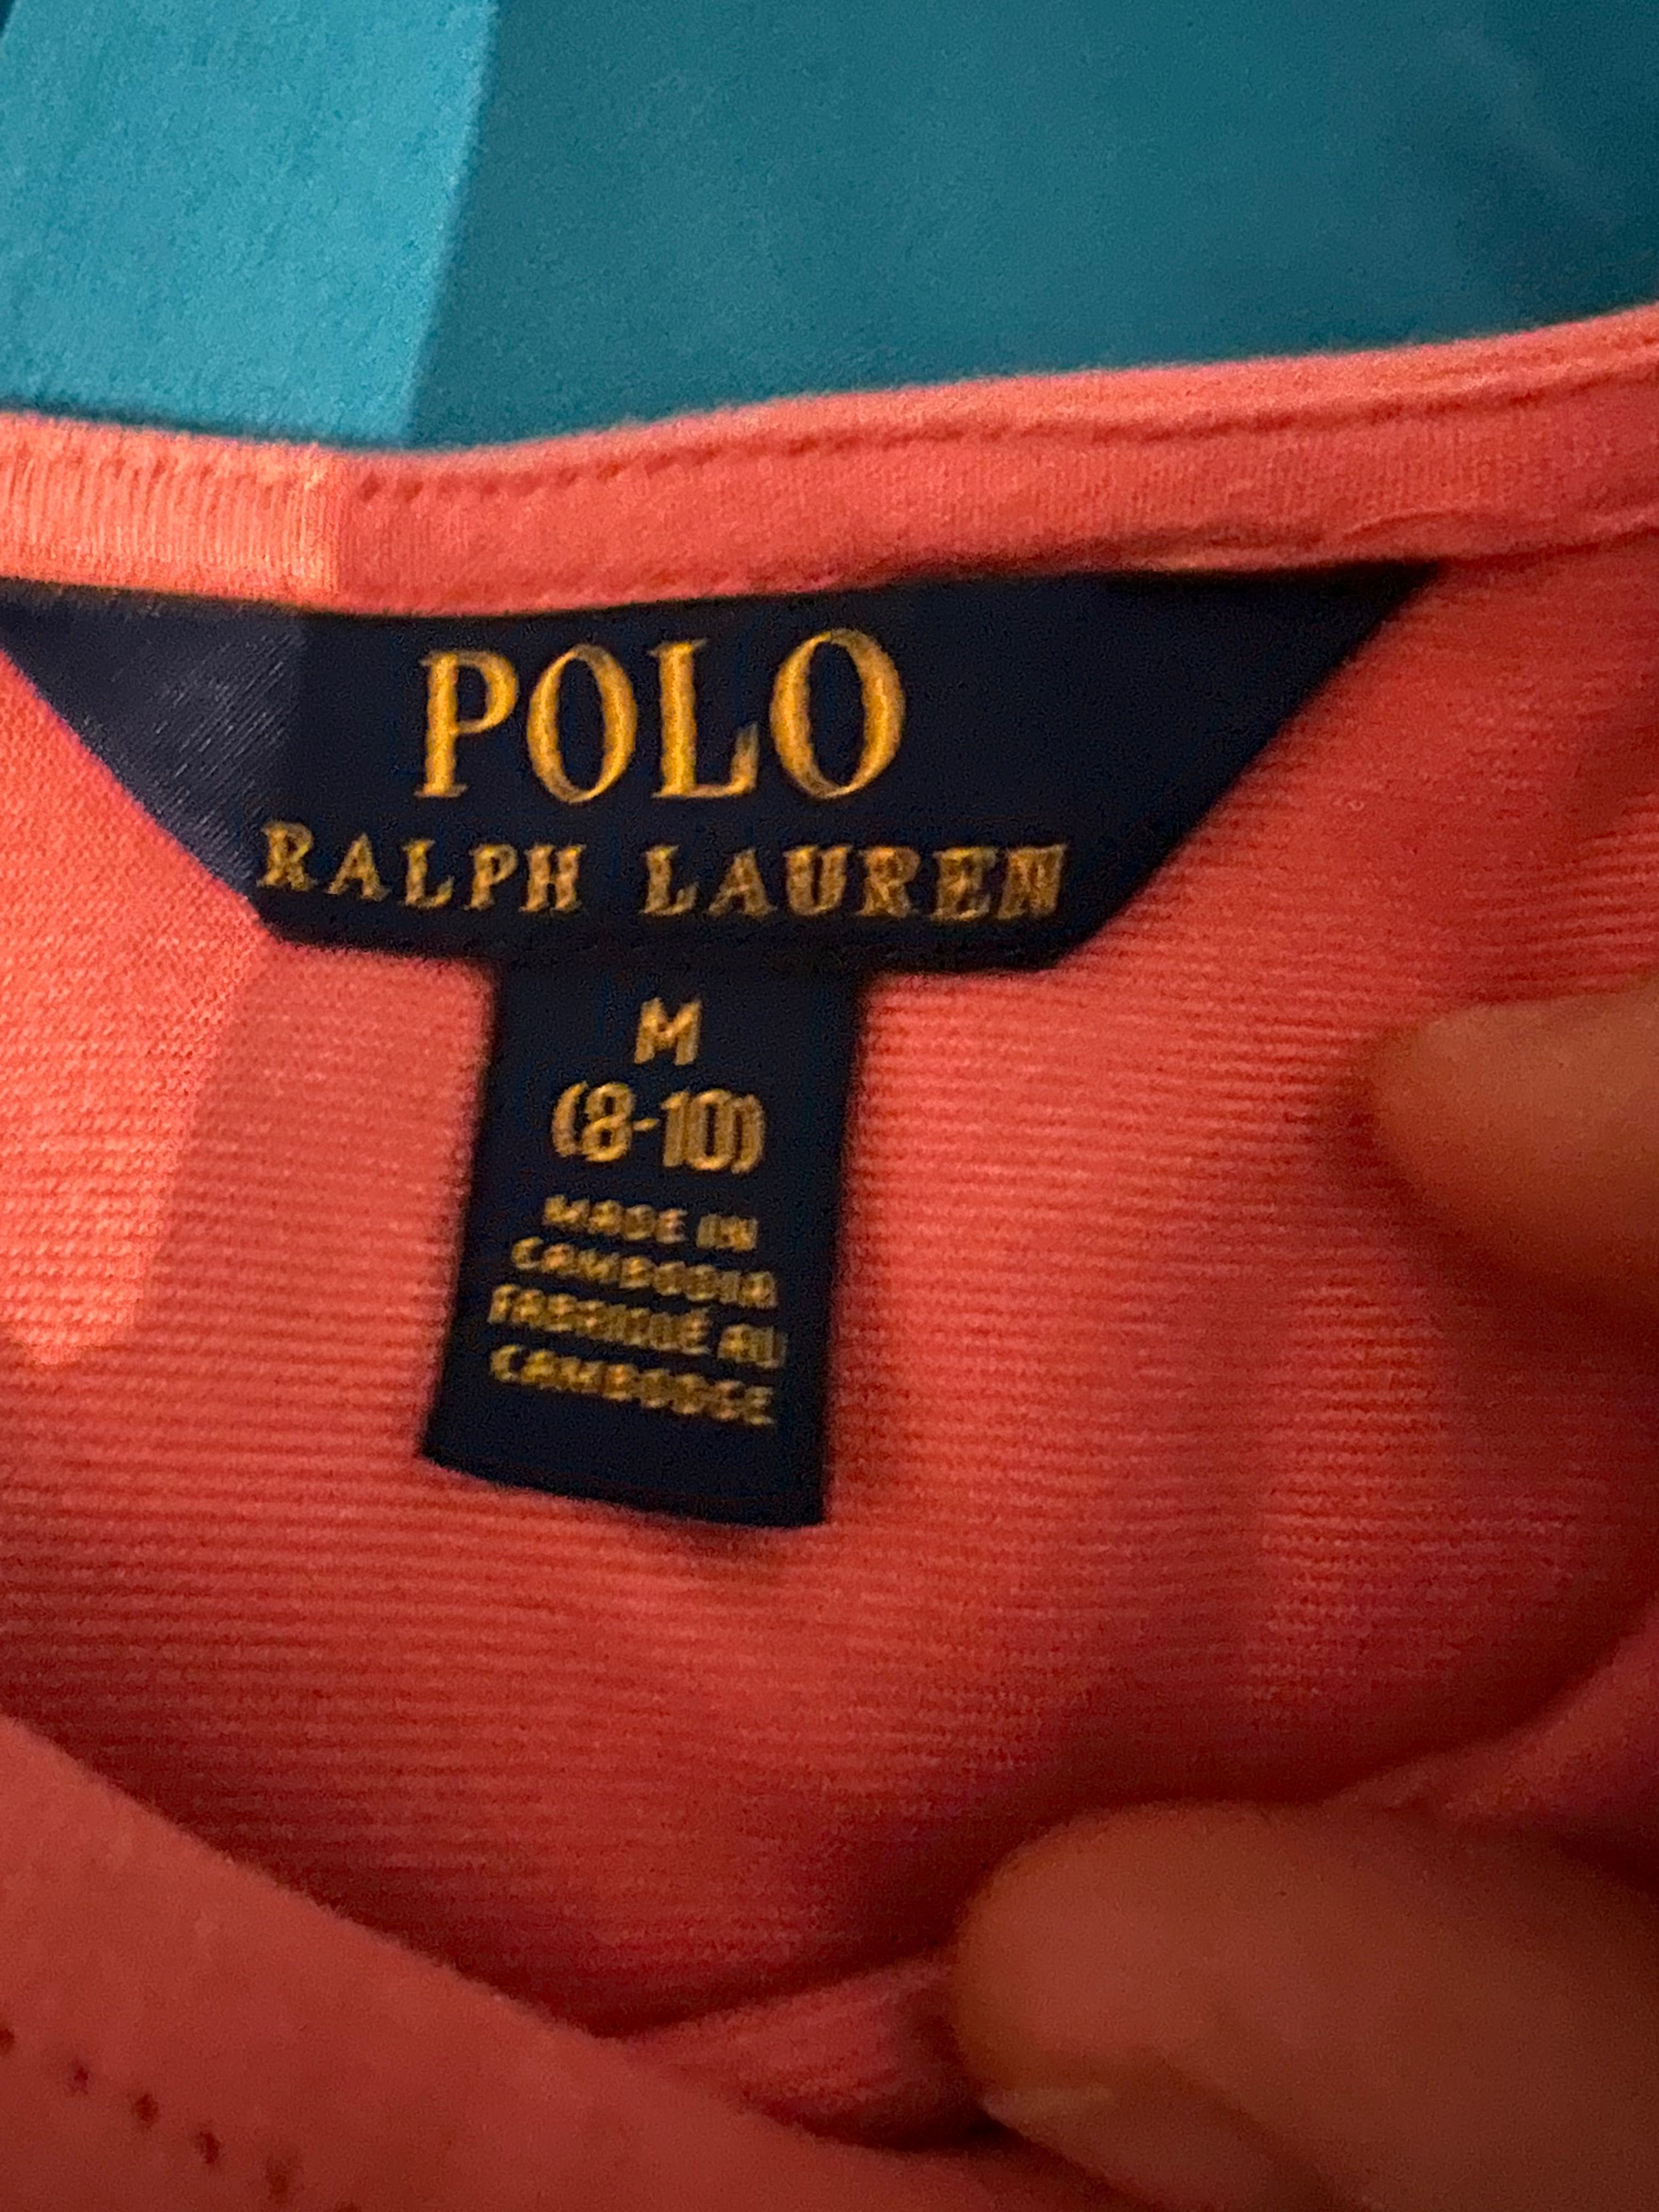 POLO
RALPH LAUREN
M
(8-10)
MADE IN
CAMBODIA
FABRIQUÉ AU
CAMBODGE